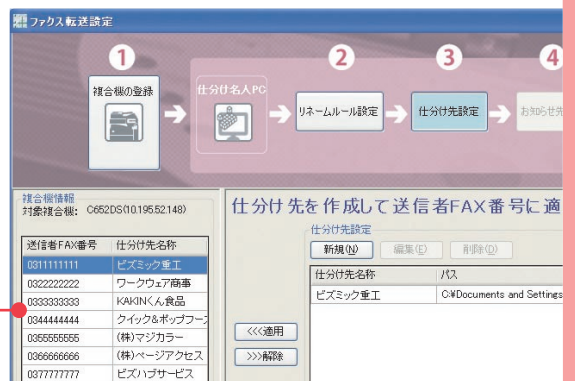 ファクス転送設定
1
2
3
4
複合機の登録
仕分け名人PC
リネームルール設定
仕分け先設定
お知らせ先
複合機情報
対象複合機: C652DS(10.195.52.148)
送信者FAX番号 仕分け先名称
0311111111 ビズミック重工
0322222222 ワークウェア商事
0333333333 KAKINくん食品
0344444444 クイック&ポップフーズ
0355555555 (株)マジカラー
0366666666 (株)ページアクセス
0377777777 ビズハブサービス
仕分け先を作成して送信者FAX番号に適
仕分け先設定
新規(N) 編集(E) 削除(D)
仕分け先名称 パス
ビズミック重工 C:¥Documents and Settings
<<<適用
>>>解除